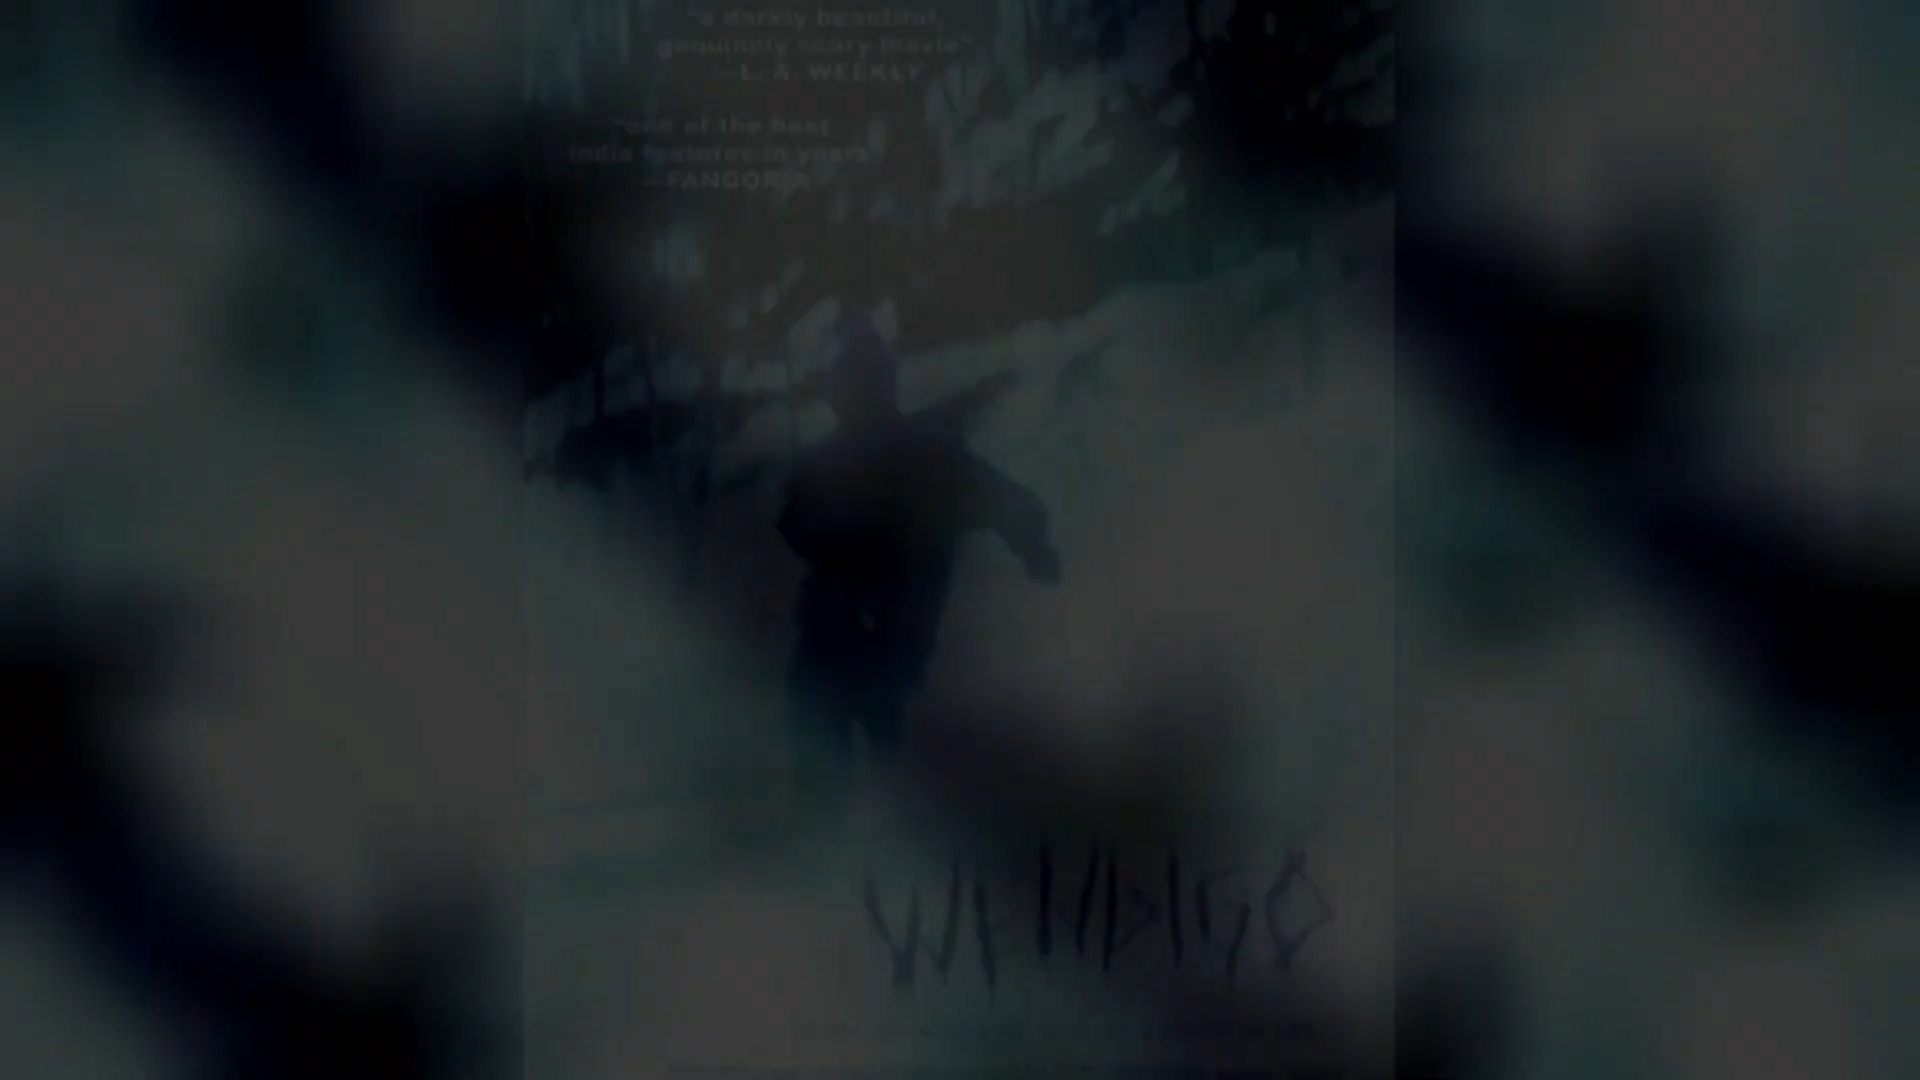 "a darkly beautiful,
genuinely scary movie"
—L. A. WEEKLY
"one of the best
indie features in years"
—FANGORIA
WENDIGO